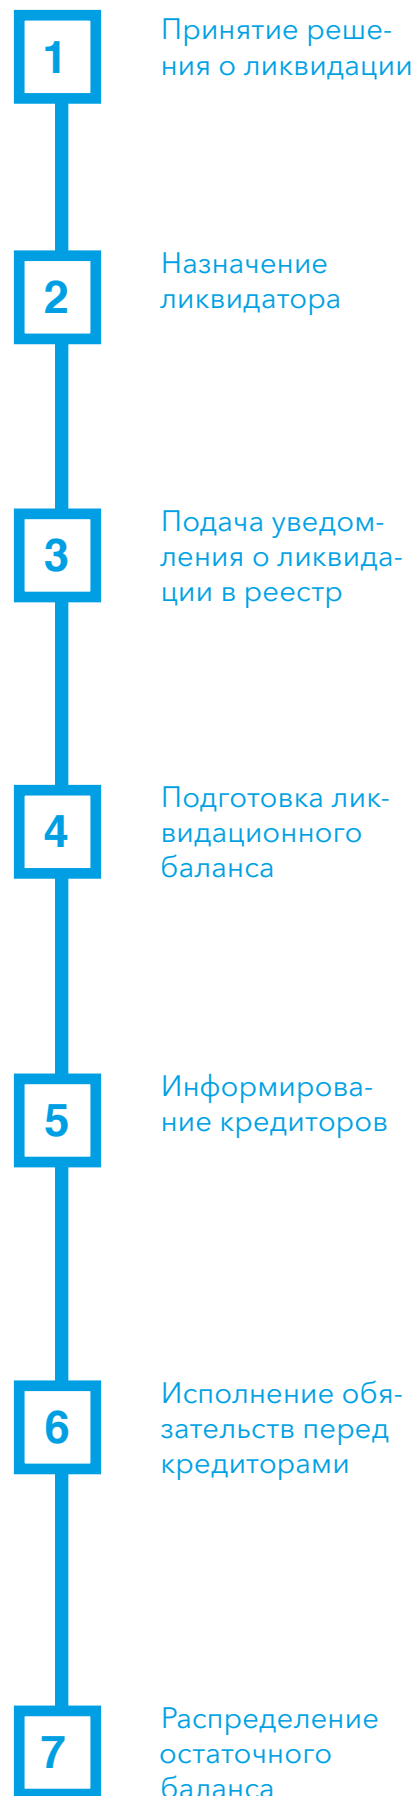 1
Принятие реше-
ния о ликвидации
2
Назначение
ликвидатора
3
Подача уведом-
ления о ликвида-
ции в реестр
4
Подготовка лик-
видационного
баланса
5
Информирова-
ние кредиторов
6
Исполнение обя-
зательств перед
кредиторами
7
Распределение
остаточного
баланса